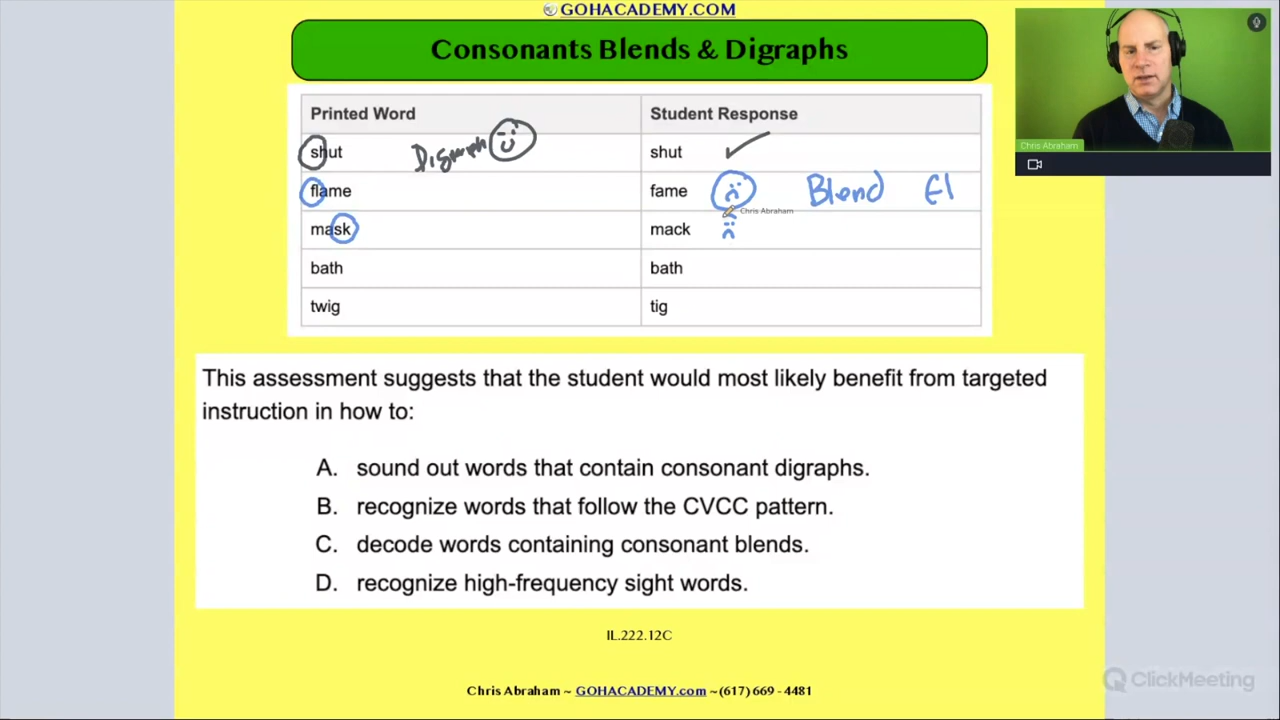 GOHACADEMY.COM
Consonants Blends & Digraphs
Chris Abraham
Printed Word Student Response
shut Digraph shut
flame fame Blend fl
Chris Abraham
mask mack
bath bath
twig tig
This assessment suggests that the student would most likely benefit from targeted
instruction in how to:
A. sound out words that contain consonant digraphs.
B. recognize words that follow the CVCC pattern.
C. decode words containing consonant blends.
D. recognize high-frequency sight words.
IL.222.12C
Chris Abraham ~ GOHACADEMY.com ~(617) 669 - 4481
ClickMeeting